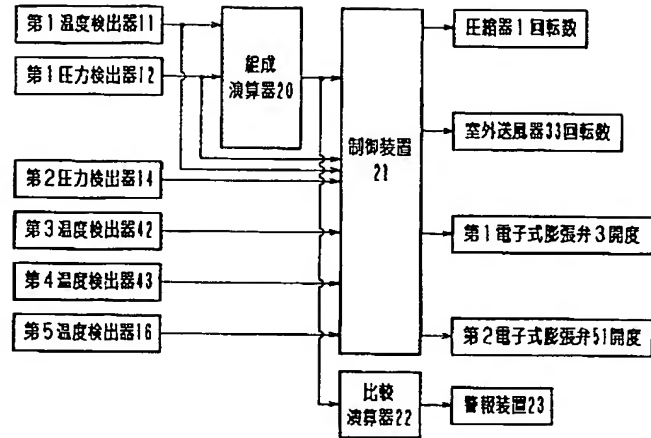 第1温度検出器11
第1圧力検出器12
第2圧力検出器14
第3温度検出器42
第4温度検出器43
第5温度検出器16
組成
演算器20
制御装置
21
比較
演算器22
圧縮器1回転数
室外送風器33回転数
第1電子式膨張弁3開度
第2電子式膨張弁51開度
警報装置23